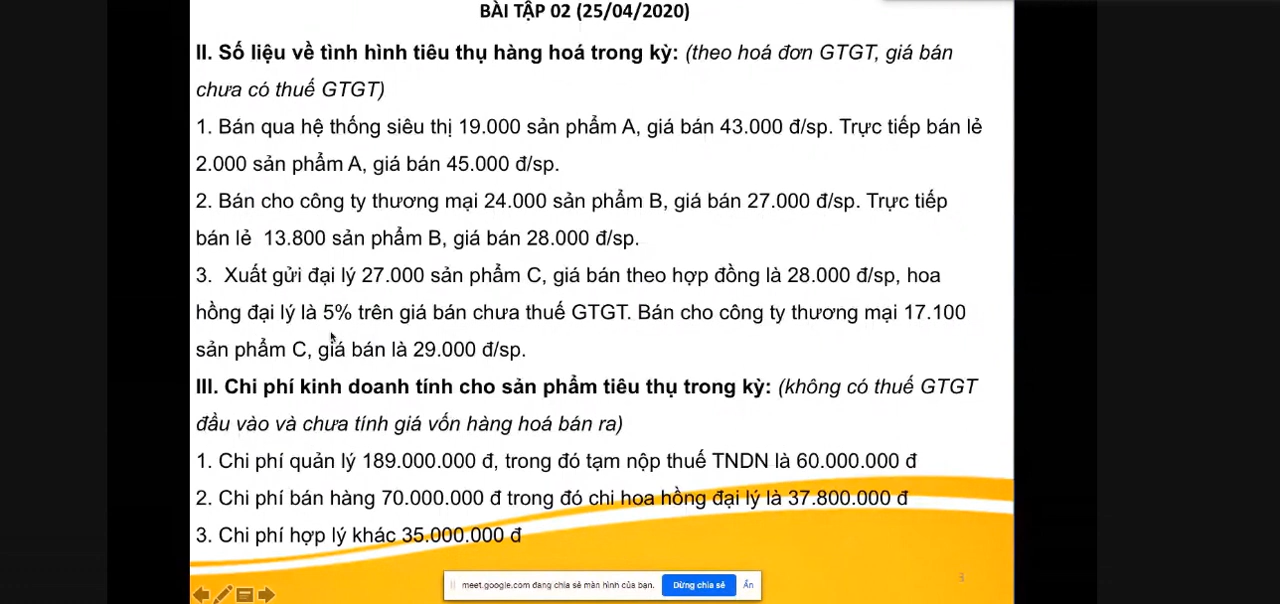 BÀI TẬP 02 (25/04/2020)
II. Số liệu về tình hình tiêu thụ hàng hoá trong kỳ: (theo hoá đơn GTGT, giá bán
chưa có thuế GTGT)
1. Bán qua hệ thống siêu thị 19.000 sản phẩm A, giá bán 43.000 đ/sp. Trực tiếp bán lẻ
2.000 sản phẩm A, giá bán 45.000 đ/sp.
2. Bán cho công ty thương mại 24.000 sản phẩm B, giá bán 27.000 đ/sp. Trực tiếp
bán lẻ 13.800 sản phẩm B, giá bán 28.000 đ/sp.
3. Xuất gửi đại lý 27.000 sản phẩm C, giá bán theo hợp đồng là 28.000 đ/sp, hoa
hồng đại lý là 5% trên giá bán chưa thuế GTGT. Bán cho công ty thương mại 17.100
sản phẩm C, giá bán là 29.000 đ/sp.
III. Chi phí kinh doanh tính cho sản phẩm tiêu thụ trong kỳ: (không có thuế GTGT
đầu vào và chưa tính giá vốn hàng hoá bán ra)
1. Chi phí quản lý 189.000.000 đ, trong đó tạm nộp thuế TNDN là 60.000.000 đ
2. Chi phí bán hàng 70.000.000 đ trong đó chi hoa hồng đại lý là 37.800.000 đ
3. Chi phí hợp lý khác 35.000.000 đ
3
meet.google.com đang chia sẻ màn hình của bạn. Dừng chia sẻ Ẩn